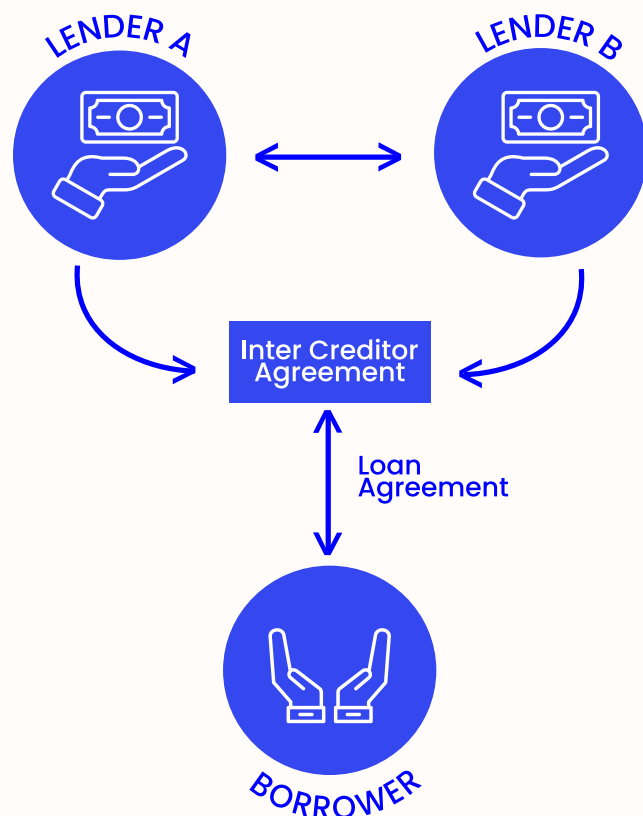 LENDER A
LENDER B
Inter Creditor
Agreement
Loan
Agreement
BORROWER